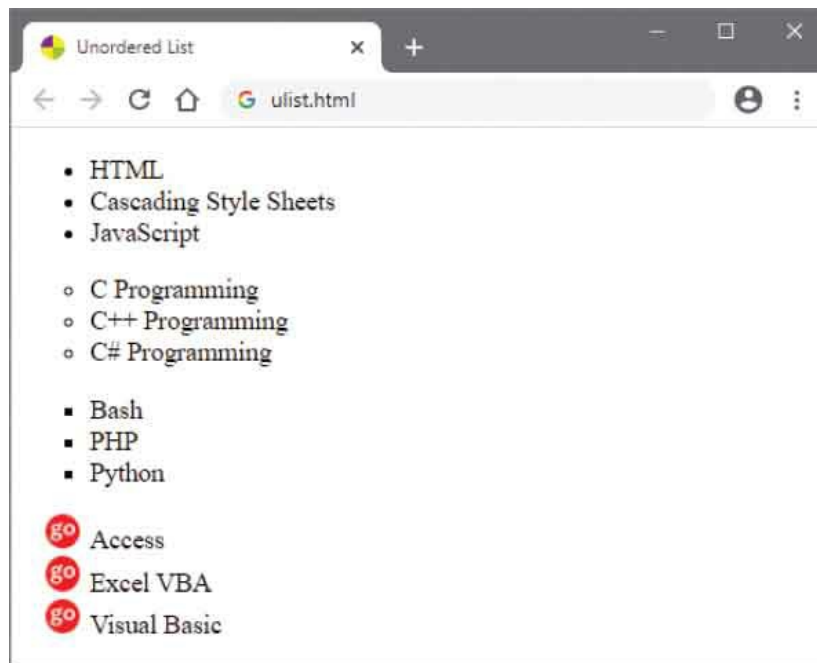 Unordered List
ulist.html
HTML
Cascading Style Sheets
JavaScript
C Programming
C++ Programming
C# Programming
Bash
PHP
Python
go Access
go Excel VBA
go Visual Basic